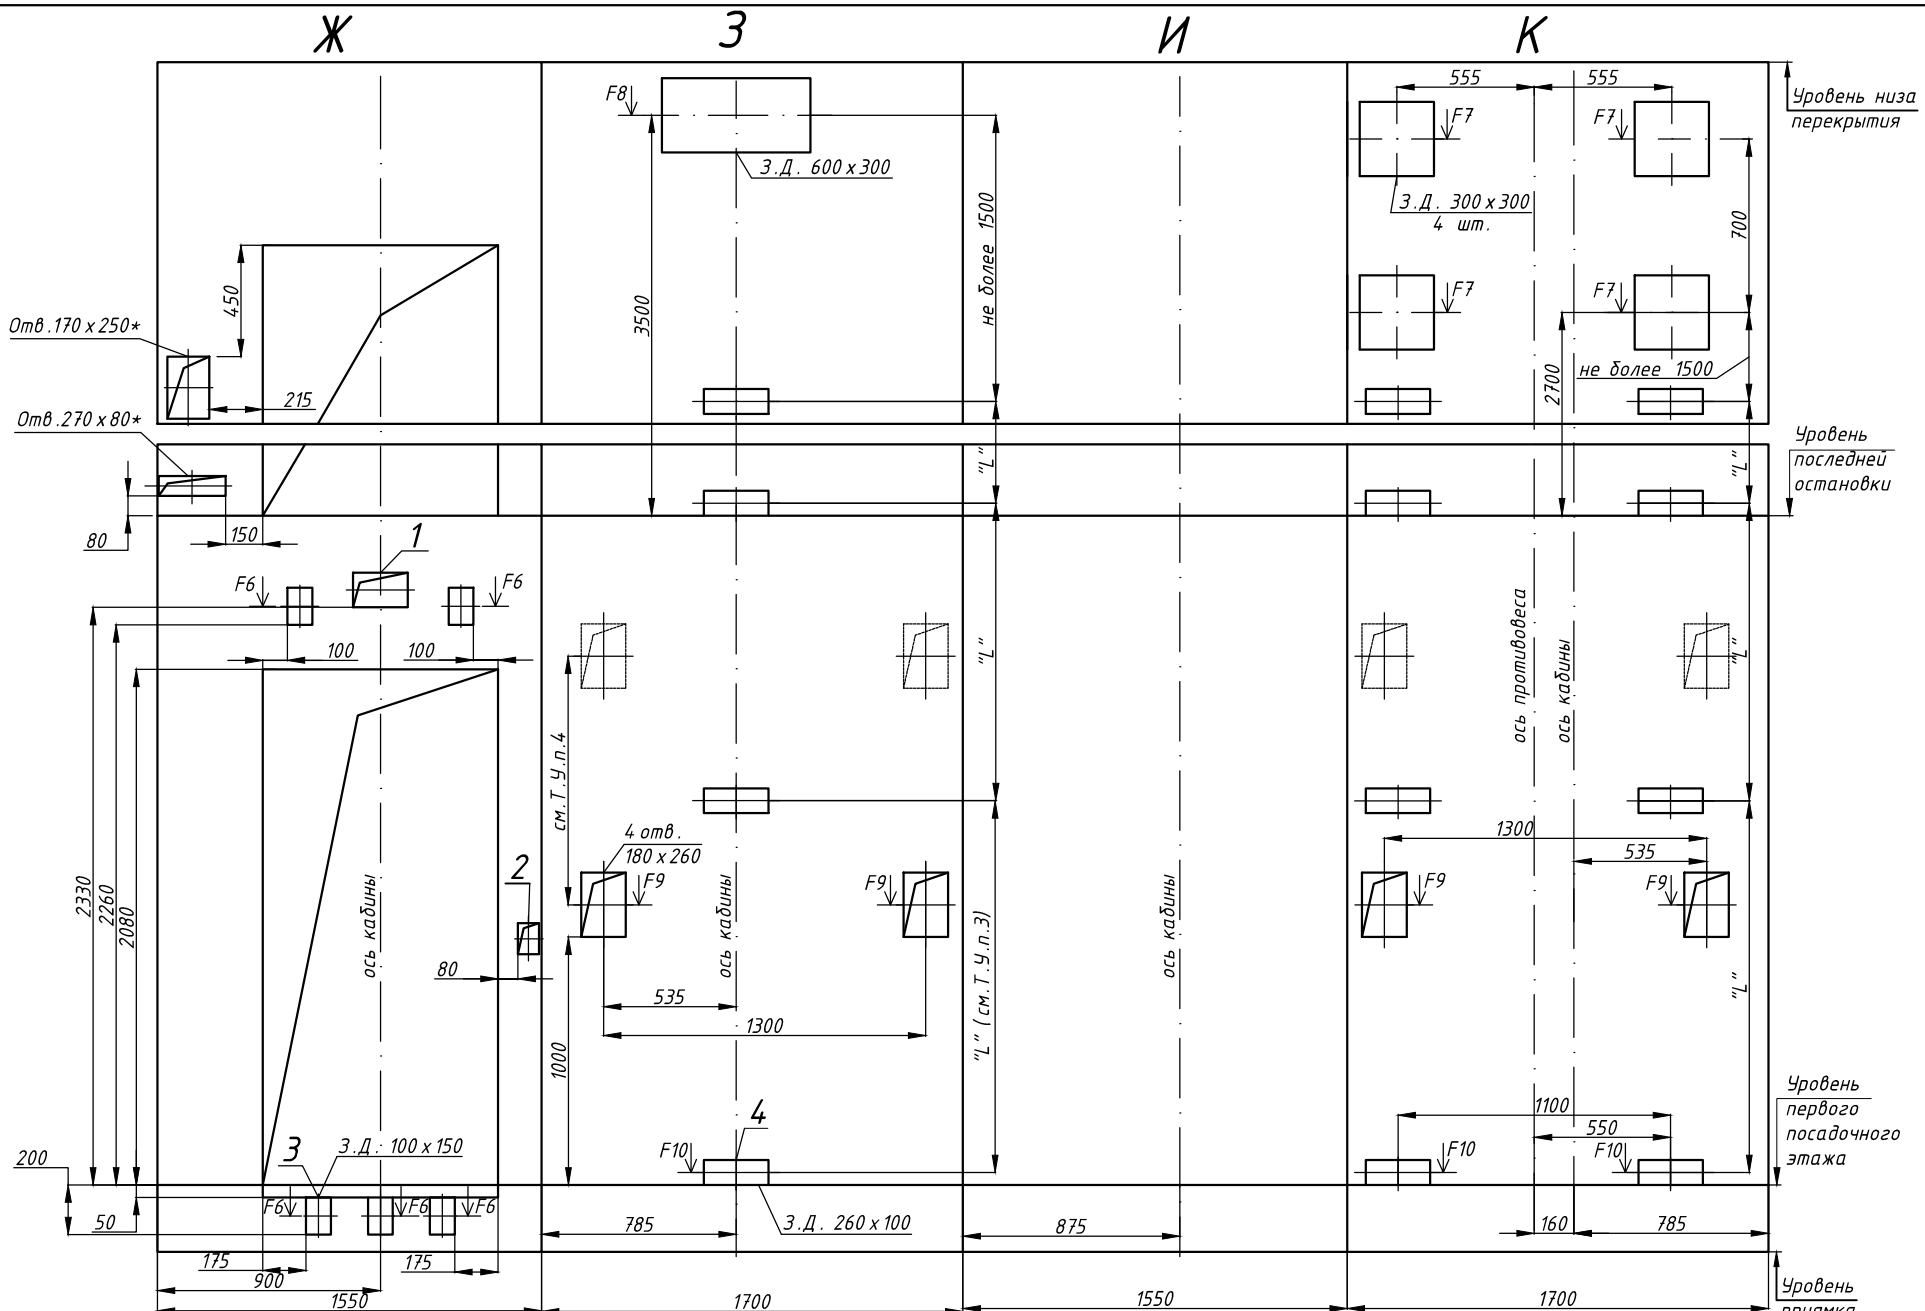 Ж
З
И
К
555
555
Уровень низа
перекрытия
F8
F7
F7
З.Д. 600 х 300
З.Д. 300 х 300
4 шт.
не более 1500
700
450
3500
F7
F7
Отв.170 х 250*
215
2700
не более 1500
Отв.270 х 80*
"L"
"L"
Уровень
последней
остановки
80
150
1
F6
F6
100
100
"L"
"L"
ось противовеса
ось кабины
см.Т.У.п.4
4 отв.
180 х 260
1300
535
2
F9
F9
F9
F9
2330
2260
2080
ось кабины
ось кабины
ось кабины
80
535
1300
1000
"L" (см.Т.У.п.3)
"L"
Уровень
первого
посадочного
этажа
1100
550
4
3
З.Д. 100 х 150
F10
F10
F10
200
50
F6
F6
F6
З.Д. 260 х 100
785
875
160
785
175
175
900
1550
1700
1550
1700
Уровень
приямка